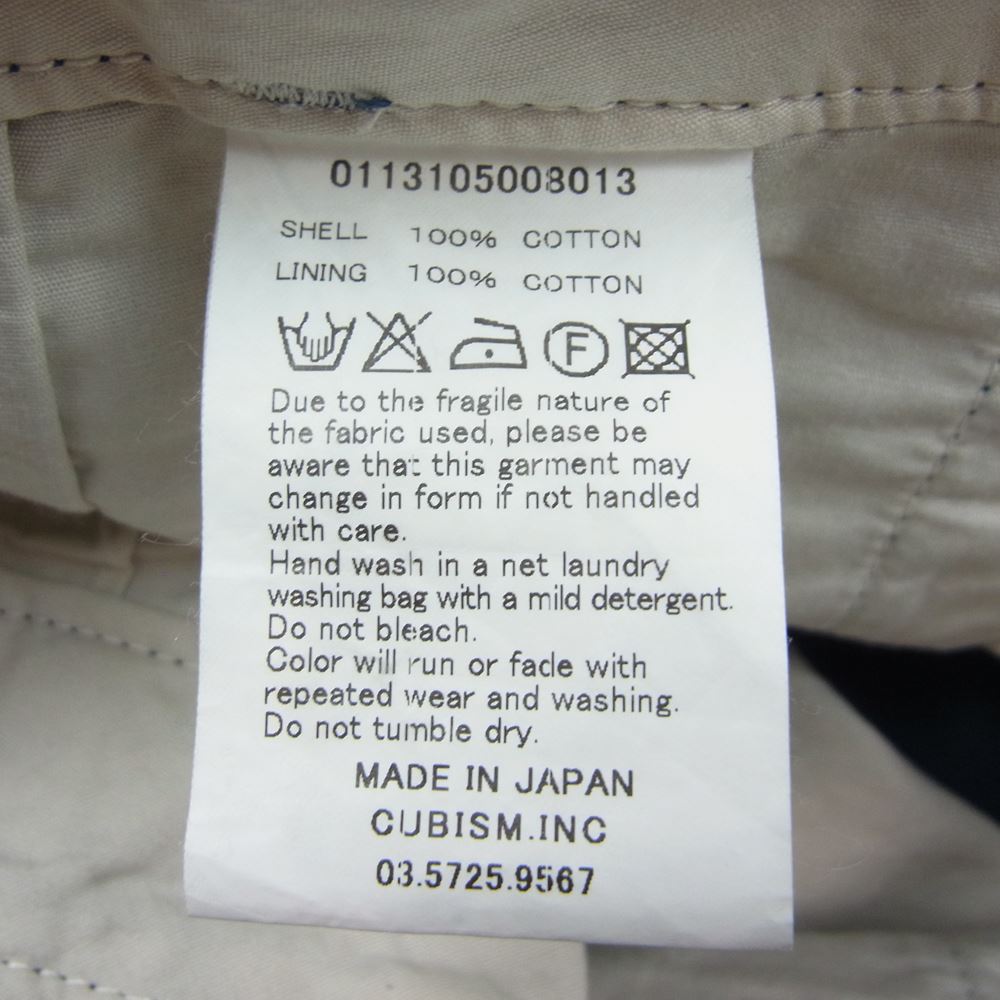 0113105008013
SHELL 100% COTTON
LINING 100% COTTON
F
Due to the fragile nature of
the fabric used, please be
aware that this garment may
change in form if not handled
with care.
Hand wash in a net laundry
washing bag with a mild detergent.
Do not bleach.
Color will run or fade with
repeated wear and washing.
Do not tumble dry.
MADE IN JAPAN
CUBISM.INC
03.5725.9567